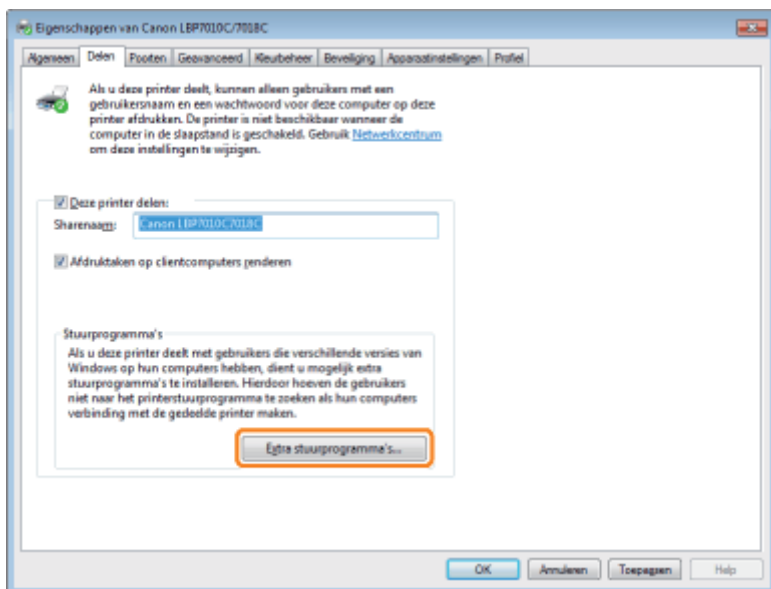 Eigenschappen van Canon LBP7010C/7018C
Algemeen Delen Poorten Geavanceerd Kleurbeheer Beveiliging Apparaatinstellingen Profiel
Als u deze printer deelt, kunnen alleen gebruikers met een
gebruikersnaam en een wachtwoord voor deze computer op deze
printer afdrukken. De printer is niet beschikbaar wanneer de
computer in de slaapstand is geschakeld. Gebruik Netwerkcentrum
om deze instellingen te wijzigen.
Deze printer delen:
Sharenaam: Canon LBP7010C7018C
Afdruktaken op clientcomputers renderen
Stuurprogramma's
Als u deze printer deelt met gebruikers die verschillende versies van
Windows op hun computers hebben, dient u mogelijk extra
stuurprogramma's te installeren. Hierdoor hoeven de gebruikers
niet naar het printerstuurprogramma te zoeken als hun computers
verbinding met de gedeelde printer maken.
Extra stuurprogramma's...
OK Annuleren Toepassen Help